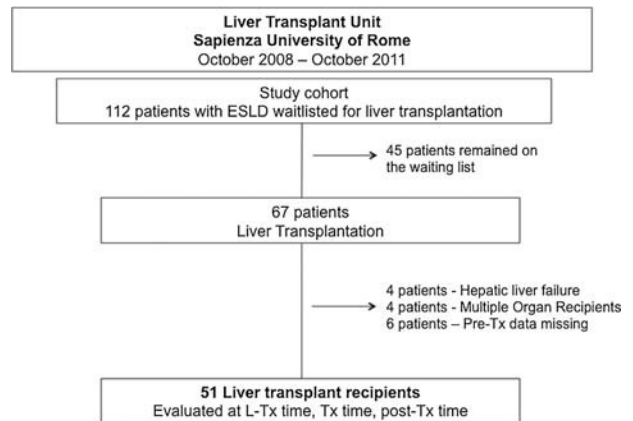 Liver Transplant Unit
Sapienza University of Rome
October 2008 – October 2011
Study cohort
112 patients with ESLD waitlisted for liver transplantation
45 patients remained on
the waiting list
67 patients
Liver Transplantation
4 patients - Hepatic liver failure
4 patients - Multiple Organ Recipients
6 patients – Pre-Tx data missing
51 Liver transplant recipients
Evaluated at L-Tx time, Tx time, post-Tx time